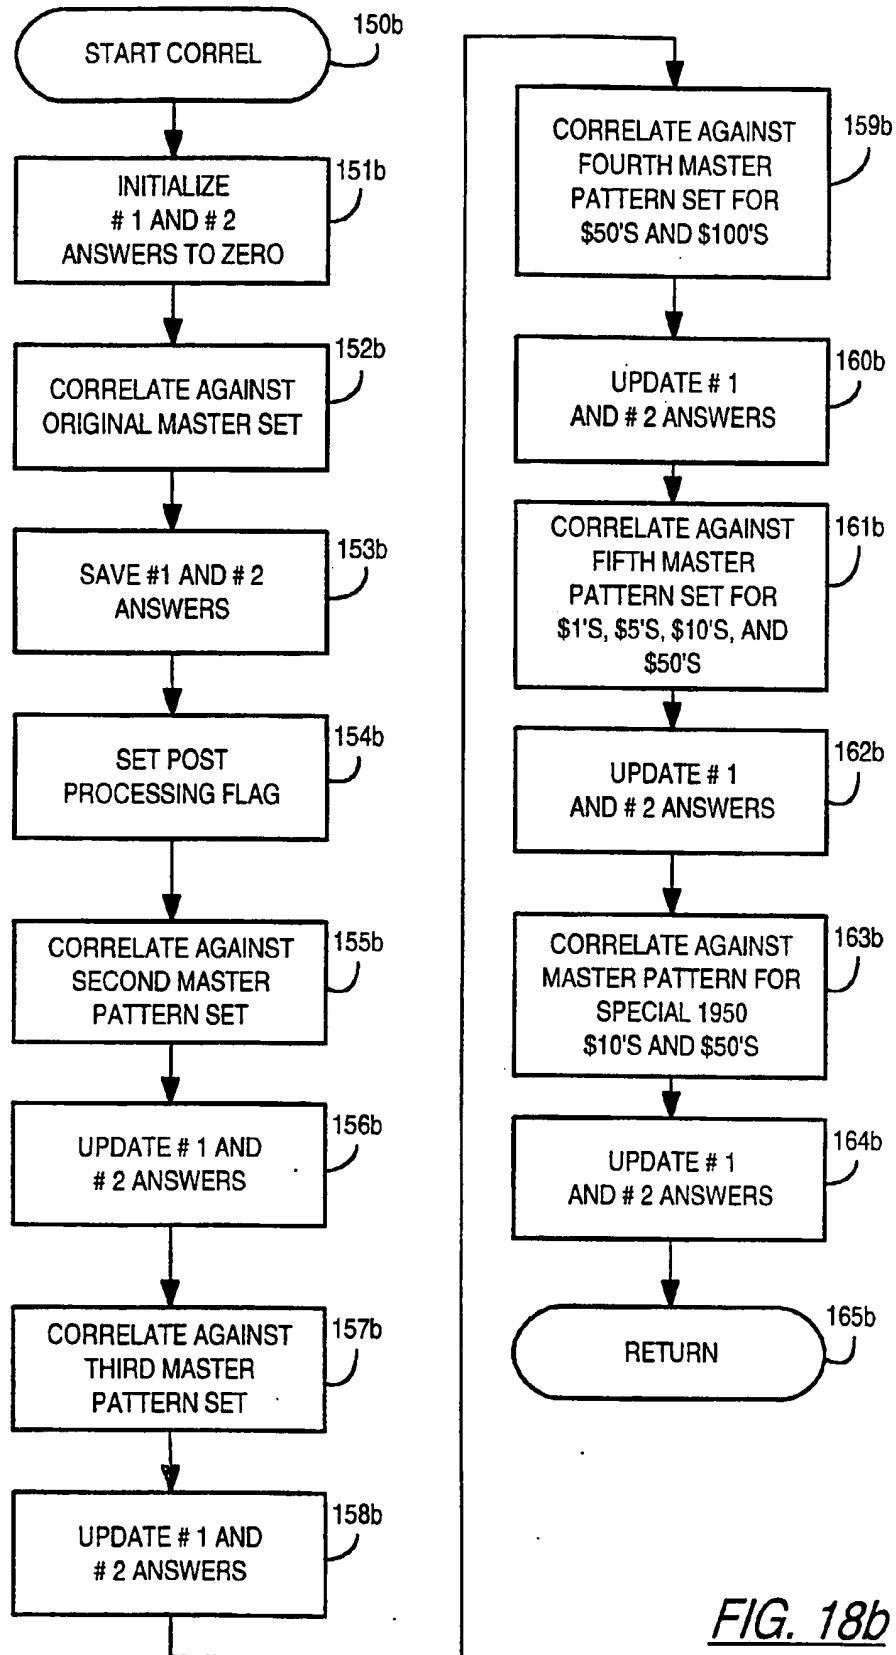 START CORREL
150b
INITIALIZE
# 1 AND # 2
ANSWERS TO ZERO
151b
CORRELATE AGAINST
ORIGINAL MASTER SET
152b
SAVE #1 AND # 2
ANSWERS
153b
SET POST
PROCESSING FLAG
154b
CORRELATE AGAINST
SECOND MASTER
PATTERN SET
155b
UPDATE # 1 AND
# 2 ANSWERS
156b
CORRELATE AGAINST
THIRD MASTER
PATTERN SET
157b
UPDATE # 1 AND
# 2 ANSWERS
158b
CORRELATE AGAINST
FOURTH MASTER
PATTERN SET FOR
$50'S AND $100'S
159b
UPDATE # 1
AND # 2 ANSWERS
160b
CORRELATE AGAINST
FIFTH MASTER
PATTERN SET FOR
$1'S, $5'S, $10'S, AND
$50'S
161b
UPDATE # 1
AND # 2 ANSWERS
162b
CORRELATE AGAINST
MASTER PATTERN FOR
SPECIAL 1950
$10'S AND $50'S
163b
UPDATE # 1
AND # 2 ANSWERS
164b
RETURN
165b
FIG. 18b